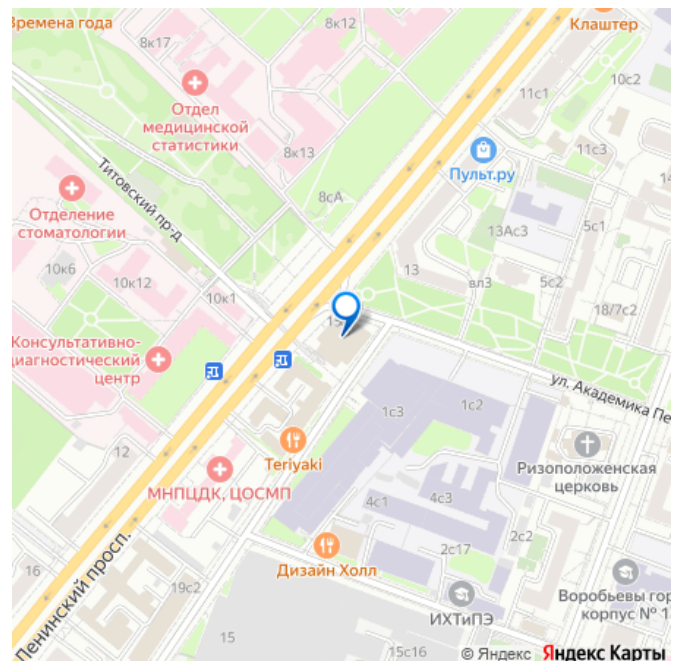 Времена года
8к17
8к12
Клаштер
10с2
Отдел
медицинской
статистики
11с1
8к13
Пульт.ру
11с3
14
Титовский пр-д
8сА
Отделение
стоматологии
13Ас3
5с1
10к6
10к12
10к1
13
вл3
5с2
18/7с2
Консультативно-
диагностический
центр
ул. Академика Пе
1с3
1с2
Teriyaki
12
МНПЦДК, ЦОСМП
Ризоположенская
церковь
4с1
4с3
2с2
2с17
Дизайн Холл
16
19с2
Ленинский просп.
ИХТиПЭ
Воробьевы гор
корпус № 1
15
16с16
© Яндекс Яндекс Карты